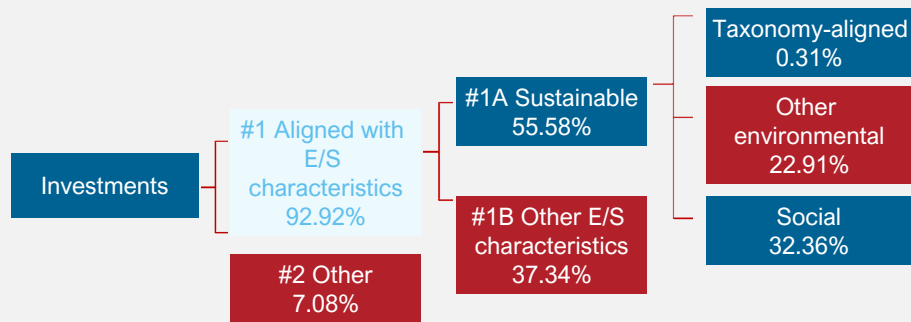 Investments
#1 Aligned with
E/S
characteristics
92.92%
#2 Other
7.08%
#1A Sustainable
55.58%
#1B Other E/S
characteristics
37.34%
Taxonomy-aligned
0.31%
Other
environmental
22.91%
Social
32.36%